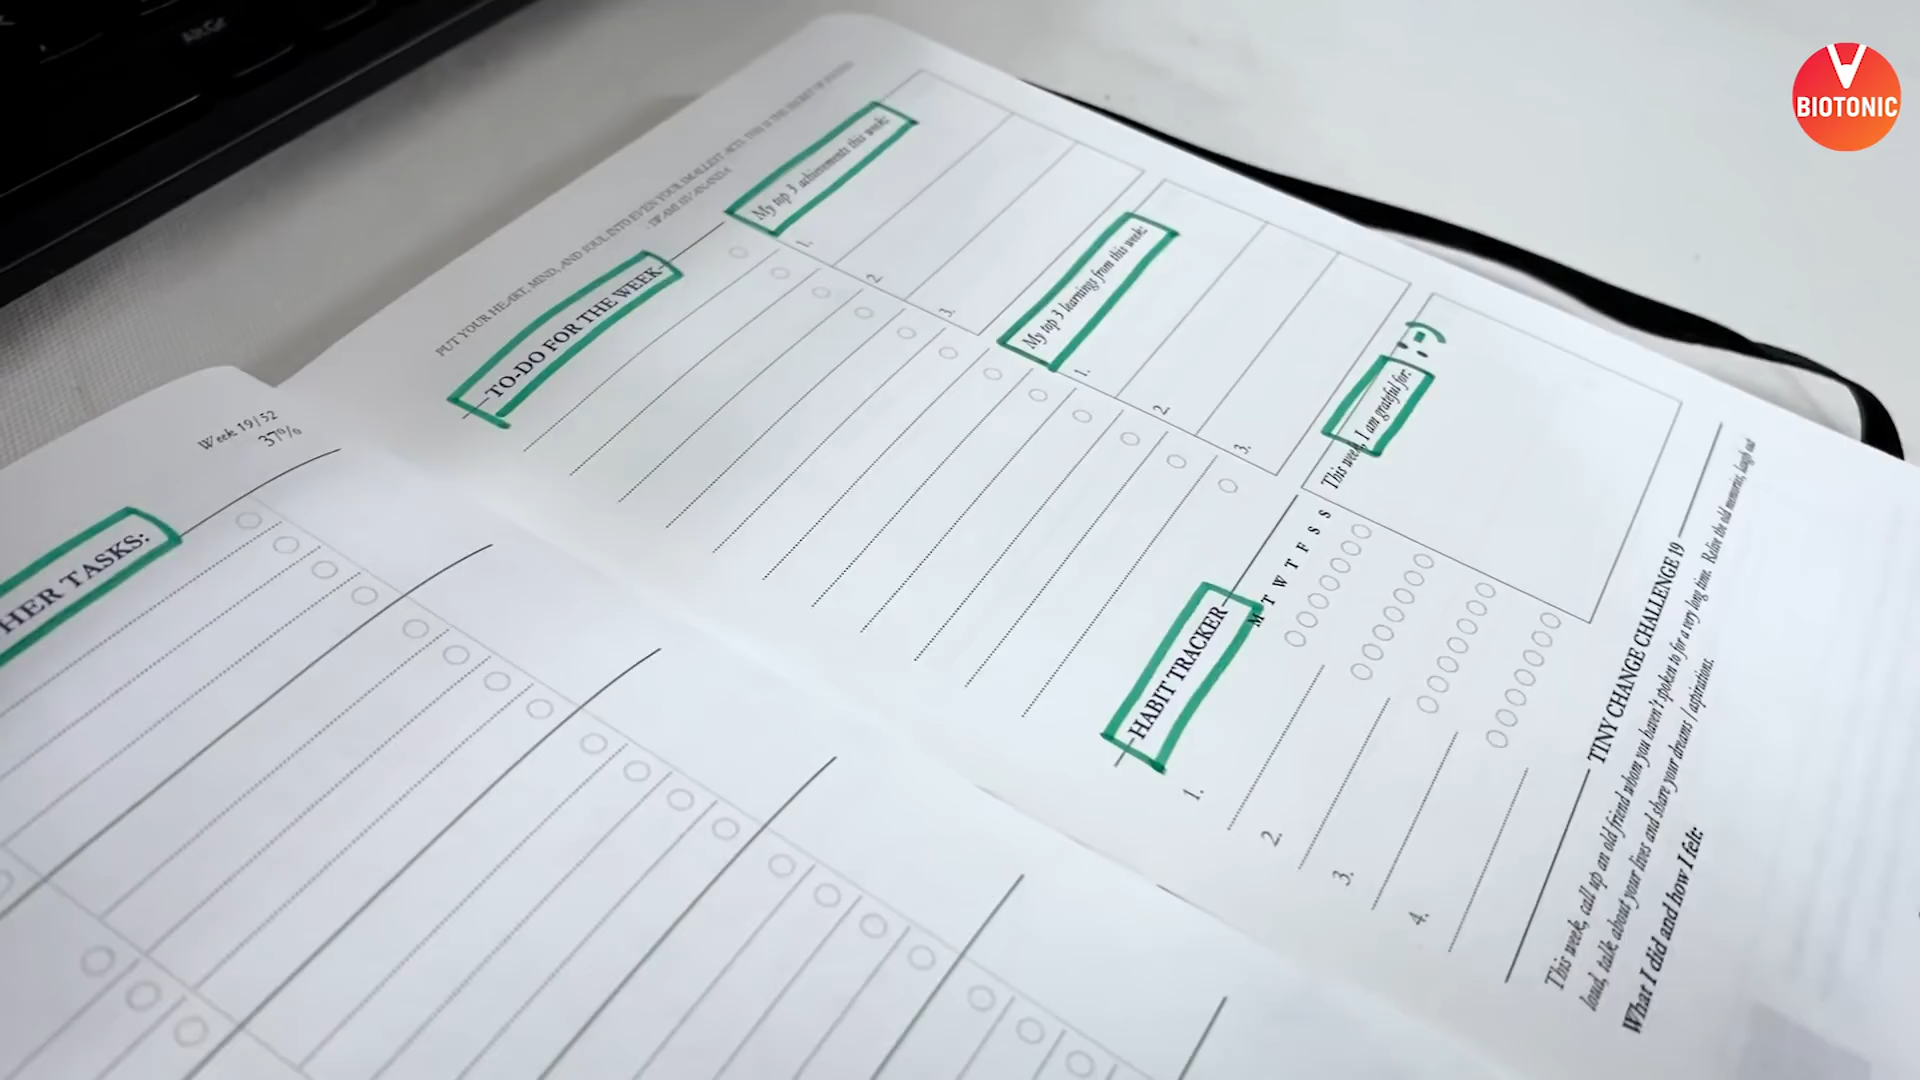 Alt Gr
V
BIOTONIC
Week 19 | 52
37%
HER TASKS:
PUT YOUR HEART, MIND, AND SOUL INTO EVEN YOUR SMALLEST ACTS. THIS IS THE SECRET OF
TO-DO FOR THE WEEK
My top 3 achievements this week:
1.
2.
3.
My top 3 learnings from this week:
1.
2.
3.
This week, I am grateful for:
:-)
HABIT TRACKER
M T W T F S S
1.
2.
3.
4.
TINY CHANGE CHALLENGE 19
This week, call up an old friend whom you haven't spoken to for a very long time. Relive the old memories, laugh out
loud, talk about your lives and share your dreams / aspirations.
What I did and how I felt: